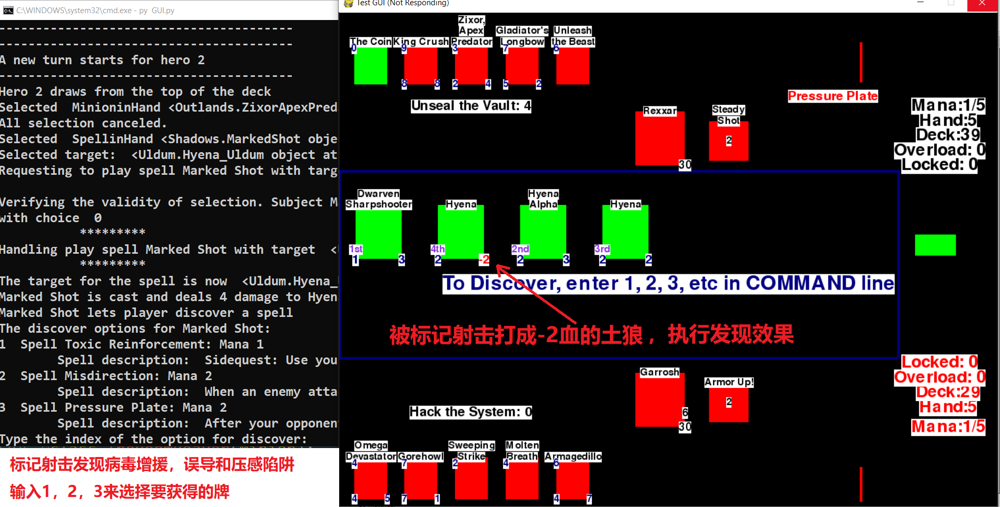 C:\WINDOWS\system32\cmd.exe - py  GUI.py
-----------------------------------------
-----------------------------------------
A new turn starts for hero 2
-----------------------------------------
Hero 2 draws from the top of the deck
Selected  MinioninHand <Outlands.ZixorApexPred
All selection canceled.
Selected  SpellinHand <Shadows.MarkedShot obje
Selected target:  <Uldum.Hyena_Uldum object at
Requesting to play spell Marked Shot with targ
Verifying the validity of selection. Subject M
with choice  0
*********
Handling play spell Marked Shot with target  <
*********
The target for the spell is now  <Uldum.Hyena_
Marked Shot is cast and deals 4 damage to Hyen
Marked Shot lets player discover a spell
The discover options for Marked Shot:
1  Spell Toxic Reinforcement: Mana 1
Spell description:  Sidequest: Use you
2  Spell Misdirection: Mana 2
Spell description:  When an enemy atta
3  Spell Pressure Plate: Mana 2
Spell description:  After your opponen
Type the index of the option for discover:
标记射击发现病毒增援，误导和压感陷阱
输入1，2，3来选择要获得的牌
Test GUI (Not Responding)
The Coin
0
King Crush
9
8 8
Zixor,
Apex
Predator
3
2 4
Gladiator's
Longbow
7
5 2
Unleash
the Beast
6
Unseal the Vault: 4
Rexxar
30
Steady
Shot
2
Pressure Plate
Mana:1/5
Hand:5
Deck:39
Overload: 0
Locked: 0
Dwarven
Sharpshooter
1st
1 3
Hyena
4th
2 -2
Hyena
Alpha
2nd
2 3
Hyena
3rd
2 2
To Discover, enter 1, 2, 3, etc in COMMAND line
被标记射击打成-2血的土狼，执行发现效果
Locked: 0
Overload: 0
Deck:29
Hand:5
Mana:1/5
Garrosh
6
30
Armor Up!
2
Hack the System: 0
Omega
Devastator
4
4 5
Gorehowl
7
7 1
Sweeping
Strike
2
Molten
Breath
4
Armagedillo
6
4 7